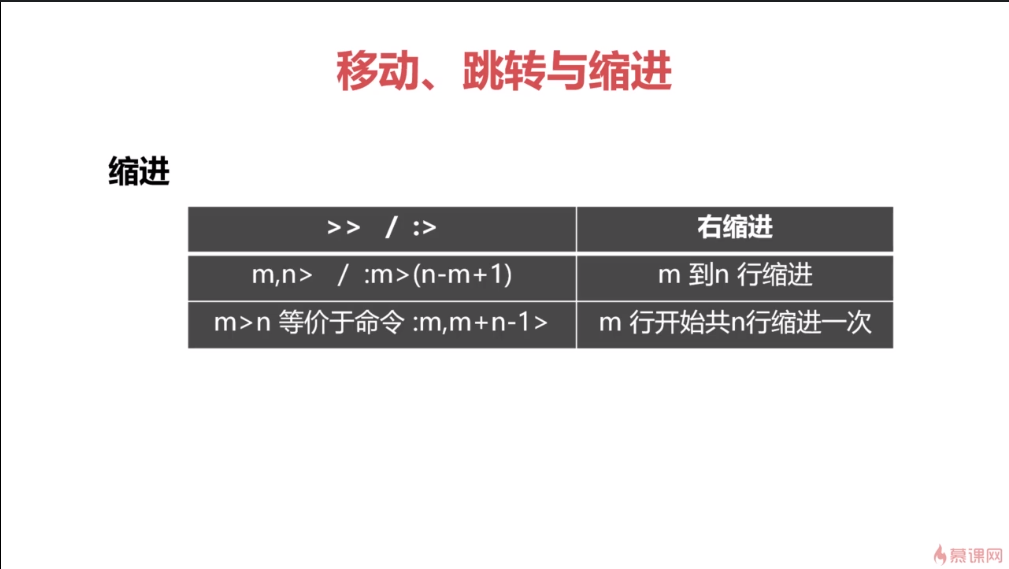 移动、跳转与缩进
缩进
>> / :>
右缩进
m,n> / :m>(n-m+1)
m 到n 行缩进
m>n 等价于命令 :m,m+n-1>
m 行开始共n行缩进一次
慕课网